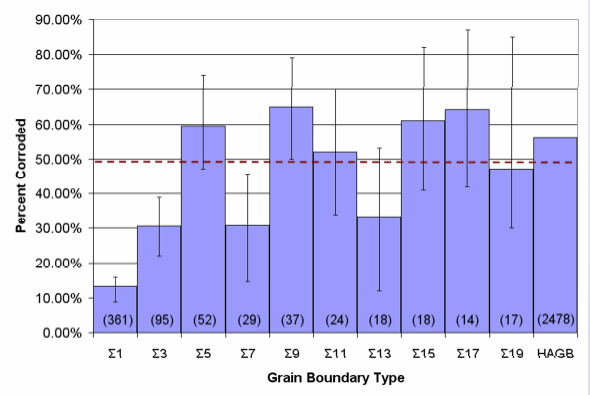 90.00%
80.00%
70.00%
60.00%
50.00%
40.00%
30.00%
20.00%
10.00%
0.00%
Percent Corroded
(361) (95) (52) (29) (37) (24) (18) (18) (14) (17) (2478)
Σ1 Σ3 Σ5 Σ7 Σ9 Σ11 Σ13 Σ15 Σ17 Σ19 HAGB
Grain Boundary Type